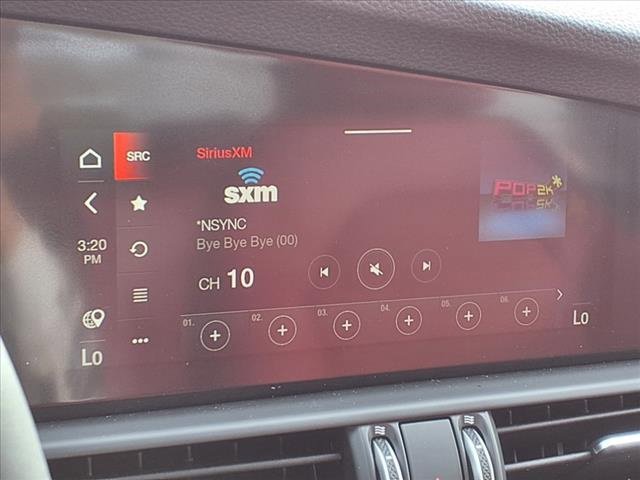 SRC
SiriusXM
sxm
*NSYNC
Bye Bye Bye (00)
CH 10
POP2K
3:20
PM
01. 02. 03. 04. 05. 06.
Lo
Lo